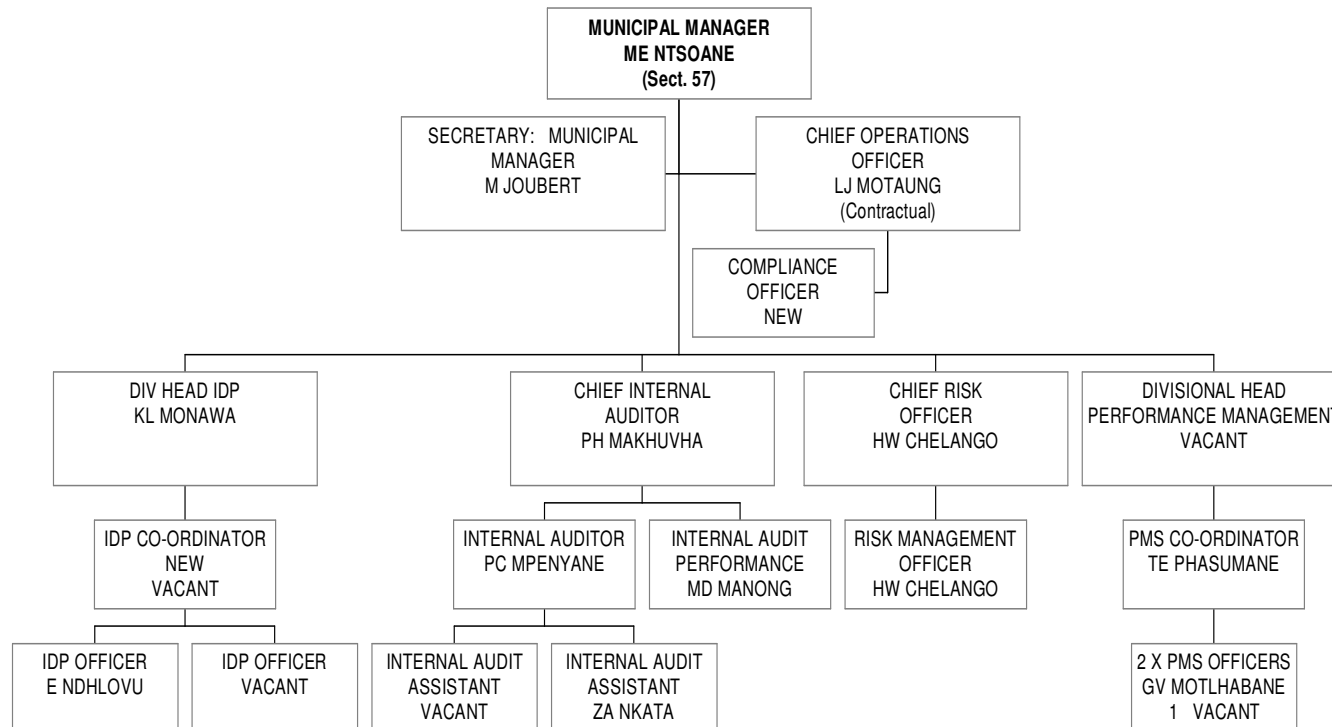 MUNICIPAL MANAGER
ME NTSOANE
(Sect. 57)
SECRETARY: MUNICIPAL
MANAGER
M JOUBERT
CHIEF OPERATIONS
OFFICER
LJ MOTAUNG
(Contractual)
COMPLIANCE
OFFICER
NEW
DIV HEAD IDP
KL MONAWA
CHIEF INTERNAL
AUDITOR
PH MAKHUVHA
CHIEF RISK
OFFICER
HW CHELANGO
DIVISIONAL HEAD
PERFORMANCE MANAGEMENT
VACANT
IDP CO-ORDINATOR
NEW
VACANT
INTERNAL AUDITOR
PC MPENYANE
INTERNAL AUDIT
PERFORMANCE
MD MANONG
RISK MANAGEMENT
OFFICER
HW CHELANGO
PMS CO-ORDINATOR
TE PHASUMANE
IDP OFFICER
E NDHLOVU
IDP OFFICER
VACANT
INTERNAL AUDIT
ASSISTANT
VACANT
INTERNAL AUDIT
ASSISTANT
ZA NKATA
2 X PMS OFFICERS
GV MOTLHABANE
1 VACANT